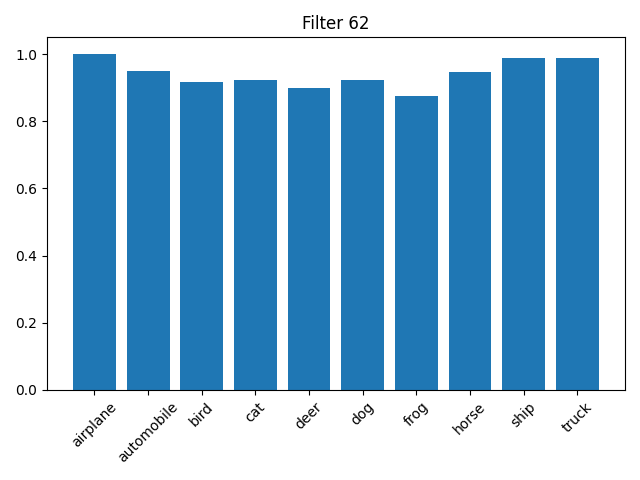 Filter 62
1.0
0.8
0.6
0.4
0.2
0.0
airplane
automobile
bird
cat
deer
dog
frog
horse
ship
truck